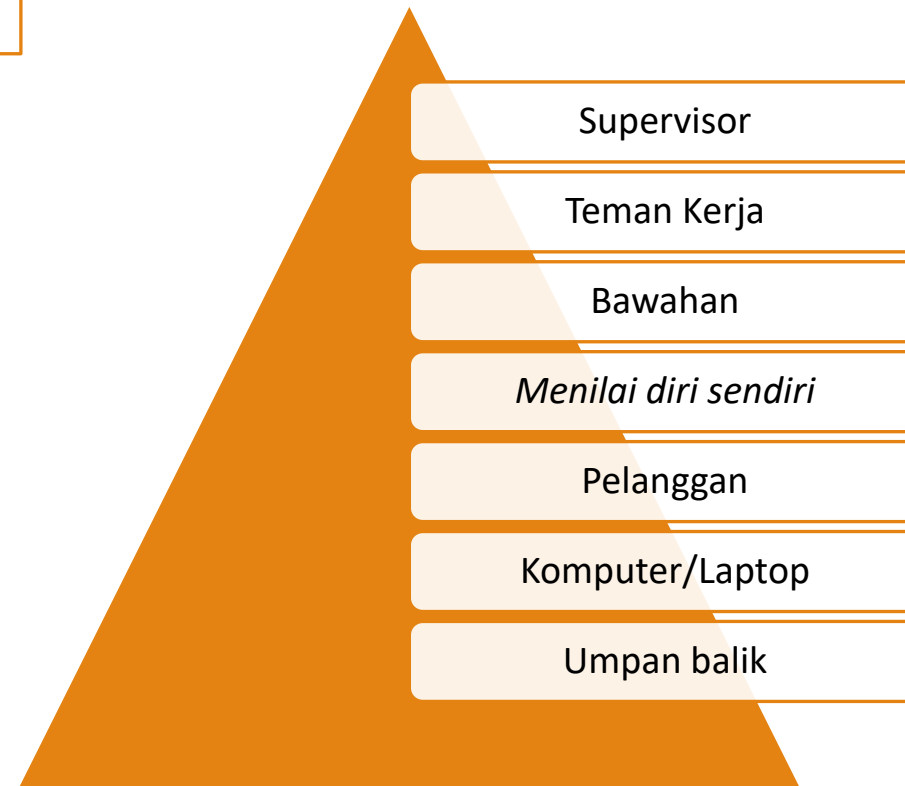 Supervisor
Teman Kerja
Bawahan
Menilai diri sendiri
Pelanggan
Komputer/Laptop
Umpan balik